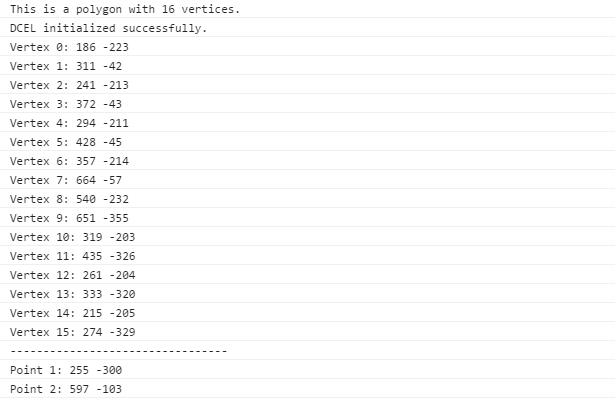 This is a polygon with 16 vertices.
DCEL initialized successfully.
Vertex 0: 186 -223
Vertex 1: 311 -42
Vertex 2: 241 -213
Vertex 3: 372 -43
Vertex 4: 294 -211
Vertex 5: 428 -45
Vertex 6: 357 -214
Vertex 7: 664 -57
Vertex 8: 540 -232
Vertex 9: 651 -355
Vertex 10: 319 -203
Vertex 11: 435 -326
Vertex 12: 261 -204
Vertex 13: 333 -320
Vertex 14: 215 -205
Vertex 15: 274 -329
---------------------------------
Point 1: 255 -300
Point 2: 597 -103